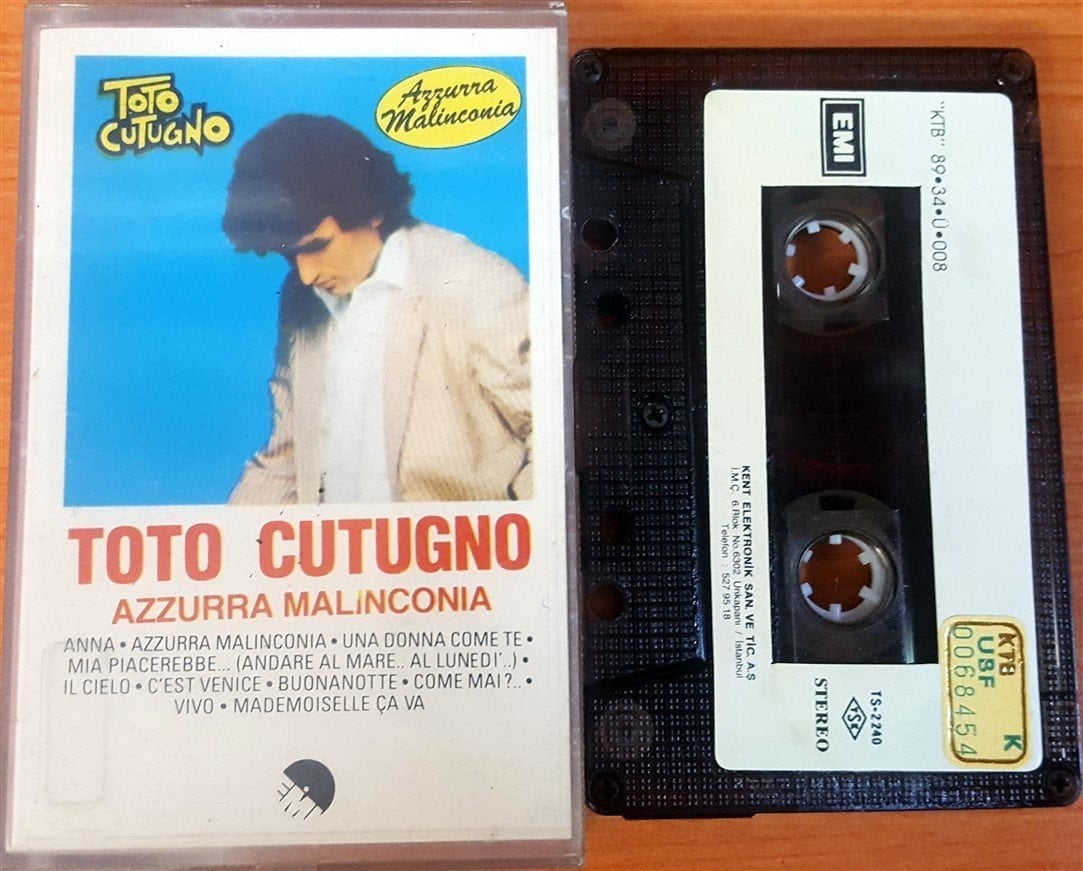 TOTO
CUTUGNO
Azzurra
Malinconia
TOTO CUTUGNO
AZZURRA MALINCONIA
ANNA • AZZURRA MALINCONIA • UNA DONNA COME TE •
MIA PIACEREBBE... (ANDARE AL MARE.. AL LUNEDI´..) •
IL CIELO • C'EST VENICE • BUONANOTTE • COME MAI?.. •
VIVO • MADEMOISELLE ÇA VA
EMI
EMI
"KTB" 89•34•Ü•008
KENT ELEKTRONİK SAN. VE TİC. A.Ş
İ.M.Ç. 6 Blok No.6302 Unkapanı / İstanbul
Telefon : 527 95 18
TS-2240
TSE
STEREO
KTB K
UBF
0068454